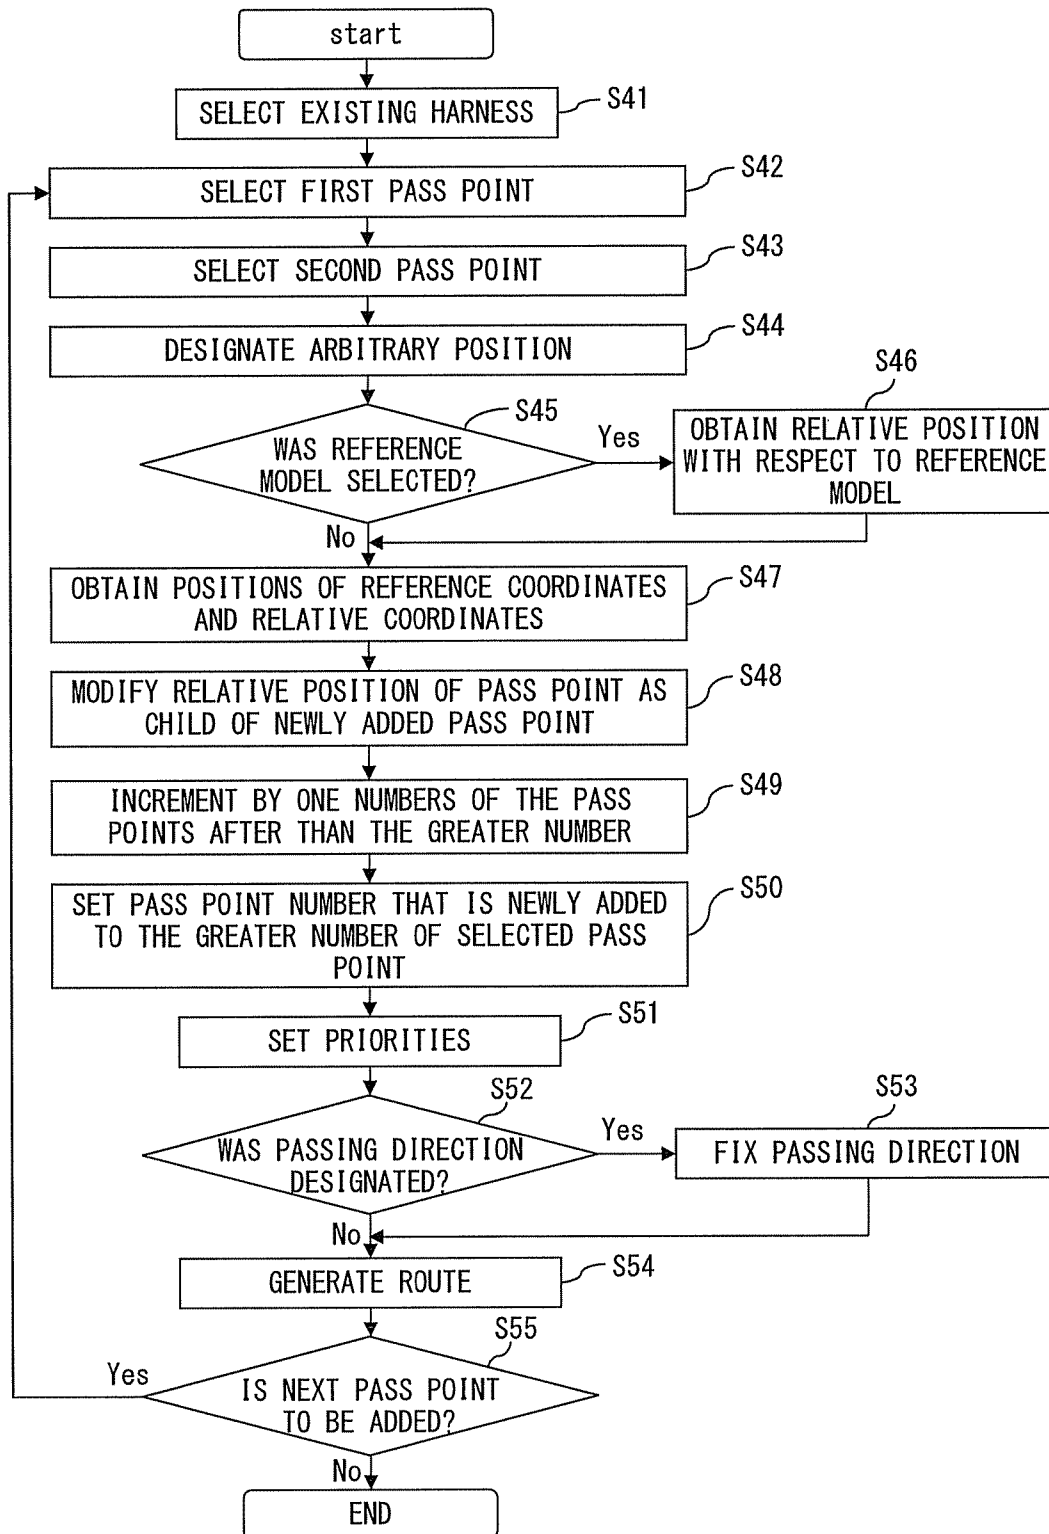 start
SELECT EXISTING HARNESS
S41
SELECT FIRST PASS POINT
S42
SELECT SECOND PASS POINT
S43
DESIGNATE ARBITRARY POSITION
S44
WAS REFERENCE
MODEL SELECTED?
S45
Yes
OBTAIN RELATIVE POSITION
WITH RESPECT TO REFERENCE
MODEL
S46
No
OBTAIN POSITIONS OF REFERENCE COORDINATES
AND RELATIVE COORDINATES
S47
MODIFY RELATIVE POSITION OF PASS POINT AS
CHILD OF NEWLY ADDED PASS POINT
S48
INCREMENT BY ONE NUMBERS OF THE PASS
POINTS AFTER THAN THE GREATER NUMBER
S49
SET PASS POINT NUMBER THAT IS NEWLY ADDED
TO THE GREATER NUMBER OF SELECTED PASS
POINT
S50
SET PRIORITIES
S51
WAS PASSING DIRECTION
DESIGNATED?
S52
Yes
FIX PASSING DIRECTION
S53
No
GENERATE ROUTE
S54
IS NEXT PASS POINT
TO BE ADDED?
S55
Yes
No
END